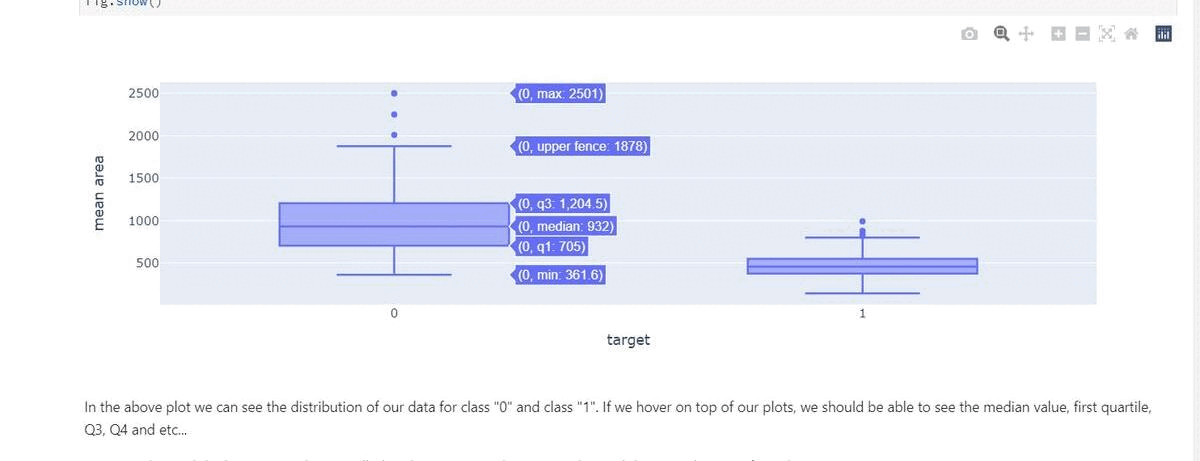 fig.show()
2500
2000
1500
1000
500
mean area
(0, max: 2501)
(0, upper fence: 1878)
(0, q3: 1,204.5)
(0, median: 932)
(0, q1: 705)
(0, min: 361.6)
0
1
target
In the above plot we can see the distribution of our data for class "0" and class "1". If we hover on top of our plots, we should be able to see the median value, first quartile,
Q3, Q4 and etc...